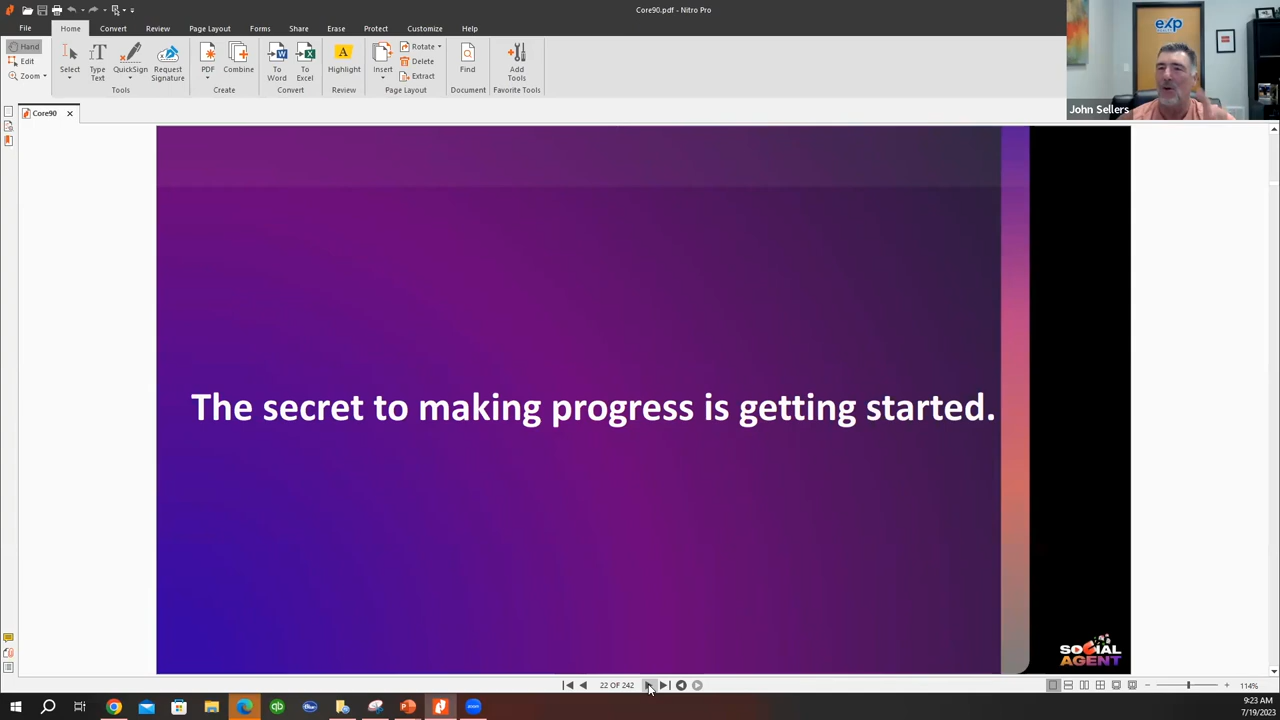 Core90.pdf - Nitro Pro
File Home Convert Review Page Layout Forms Share Erase Protect Customize Help
Hand
Edit
Zoom
Select
Type Text
QuickSign
Request Signature
Tools
PDF
Combine
Create
To Word
To Excel
Convert
Highlight
Review
Insert
Rotate
Delete
Extract
Page Layout
Find
Document
Add Tools
Favorite Tools
exp
John Sellers
Core90
The secret to making progress is getting started.
SOCIAL
AGENT
22 OF 242
114%
9:23 AM
7/19/2023